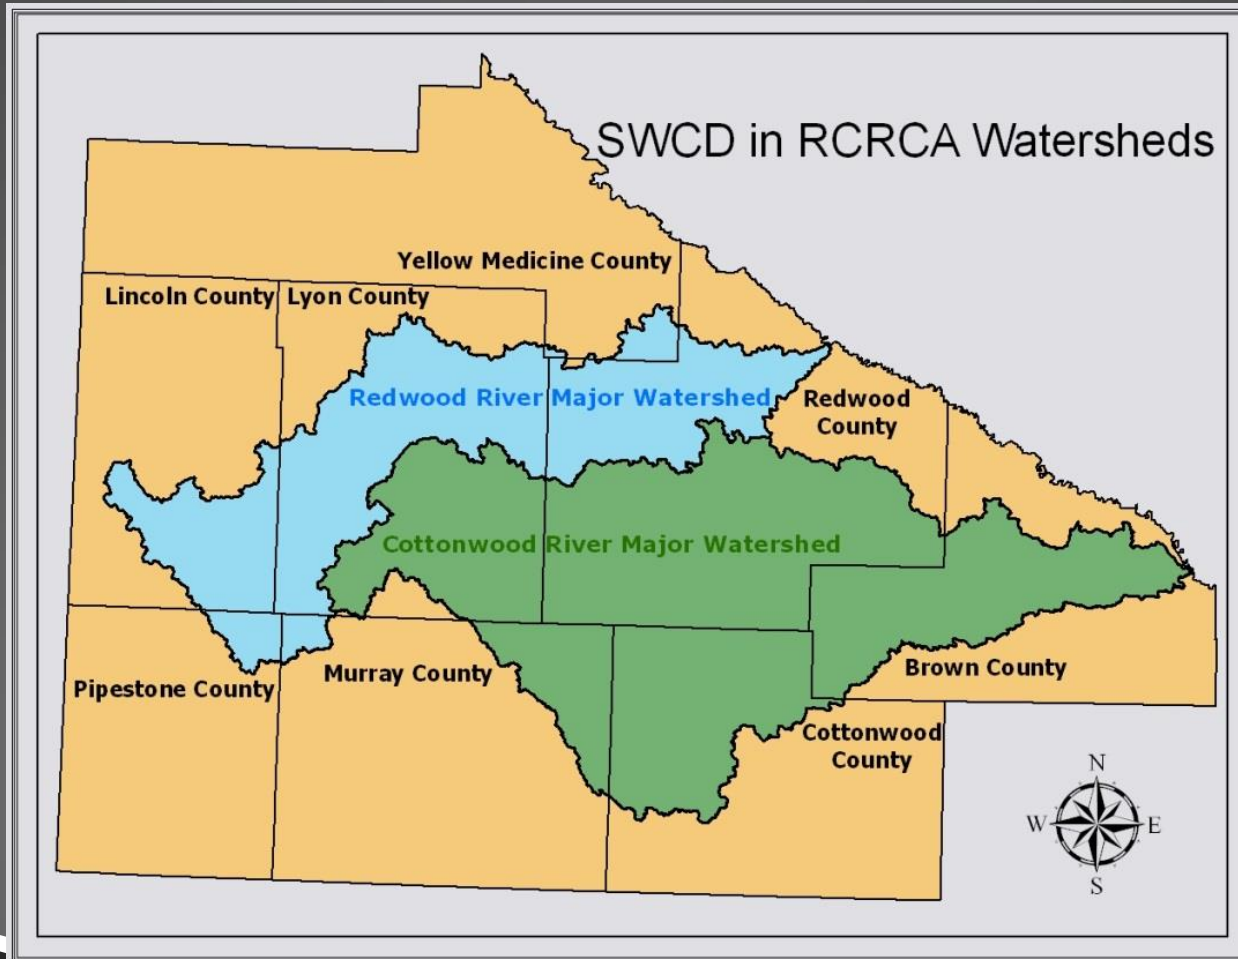 SWCD in RCRCA Watersheds
Yellow Medicine County
Lincoln County
Lyon County
Redwood River Major Watershed
Redwood
County
Cottonwood River Major Watershed
Pipestone County
Murray County
Brown County
Cottonwood
County
N
W
E
S